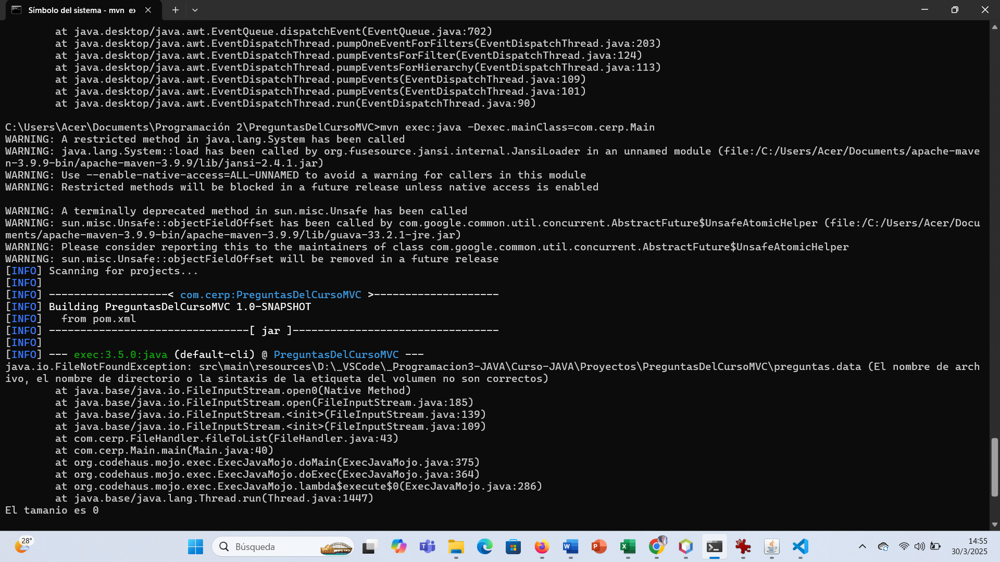 Símbolo del sistema - mvn ex
at java.desktop/java.awt.EventQueue.dispatchEvent(EventQueue.java:702)
at java.desktop/java.awt.EventDispatchThread.pumpOneEventForFilters(EventDispatchThread.java:203)
at java.desktop/java.awt.EventDispatchThread.pumpEventsForFilter(EventDispatchThread.java:124)
at java.desktop/java.awt.EventDispatchThread.pumpEventsForHierarchy(EventDispatchThread.java:113)
at java.desktop/java.awt.EventDispatchThread.pumpEvents(EventDispatchThread.java:109)
at java.desktop/java.awt.EventDispatchThread.pumpEvents(EventDispatchThread.java:101)
at java.desktop/java.awt.EventDispatchThread.run(EventDispatchThread.java:90)
C:\Users\Acer\Documents\Programación 2\PreguntasDelCursoMVC>mvn exec:java -Dexec.mainClass=com.cerp.Main
WARNING: A restricted method in java.lang.System has been called
WARNING: java.lang.System::load has been called by org.fusesource.jansi.internal.JansiLoader in an unnamed module (file:/C:/Users/Acer/Documents/apache-mave
n-3.9.9-bin/apache-maven-3.9.9/lib/jansi-2.4.1.jar)
WARNING: Use --enable-native-access=ALL-UNNAMED to avoid a warning for callers in this module
WARNING: Restricted methods will be blocked in a future release unless native access is enabled
WARNING: A terminally deprecated method in sun.misc.Unsafe has been called
WARNING: sun.misc.Unsafe::objectFieldOffset has been called by com.google.common.util.concurrent.AbstractFuture$UnsafeAtomicHelper (file:/C:/Users/Acer/Docu
ments/apache-maven-3.9.9-bin/apache-maven-3.9.9/lib/guava-33.2.1-jre.jar)
WARNING: Please consider reporting this to the maintainers of class com.google.common.util.concurrent.AbstractFuture$UnsafeAtomicHelper
WARNING: sun.misc.Unsafe::objectFieldOffset will be removed in a future release
[INFO] Scanning for projects...
[INFO]
[INFO] -------------------< com.cerp:PreguntasDelCursoMVC >--------------------
[INFO] Building PreguntasDelCursoMVC 1.0-SNAPSHOT
[INFO]   from pom.xml
[INFO] --------------------------------[ jar ]---------------------------------
[INFO]
[INFO] --- exec:3.5.0:java (default-cli) @ PreguntasDelCursoMVC ---
java.io.FileNotFoundException: src\main\resources\D:\_VSCode\_Programacion3-JAVA\Curso-JAVA\Proyectos\PreguntasDelCursoMVC\preguntas.data (El nombre de arch
ivo, el nombre de directorio o la sintaxis de la etiqueta del volumen no son correctos)
at java.base/java.io.FileInputStream.open0(Native Method)
at java.base/java.io.FileInputStream.open(FileInputStream.java:185)
at java.base/java.io.FileInputStream.<init>(FileInputStream.java:139)
at java.base/java.io.FileInputStream.<init>(FileInputStream.java:109)
at com.cerp.FileHandler.fileToList(FileHandler.java:43)
at com.cerp.Main.main(Main.java:40)
at org.codehaus.mojo.exec.ExecJavaMojo.doMain(ExecJavaMojo.java:375)
at org.codehaus.mojo.exec.ExecJavaMojo.doExec(ExecJavaMojo.java:364)
at org.codehaus.mojo.exec.ExecJavaMojo.lambda$execute$0(ExecJavaMojo.java:286)
at java.base/java.lang.Thread.run(Thread.java:1447)
El tamanio es 0
28°
Búsqueda
14:55
30/3/2025